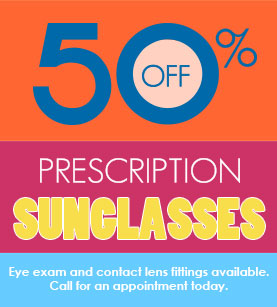 50%
OFF
PRESCRIPTION
SUNGLASSES
Eye exam and contact lens fittings available.
Call for an appointment today.